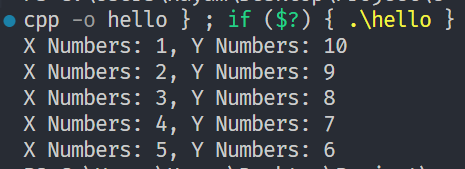 cpp -o hello } ; if ($?) { .\hello }
X Numbers: 1, Y Numbers: 10
X Numbers: 2, Y Numbers: 9
X Numbers: 3, Y Numbers: 8
X Numbers: 4, Y Numbers: 7
X Numbers: 5, Y Numbers: 6